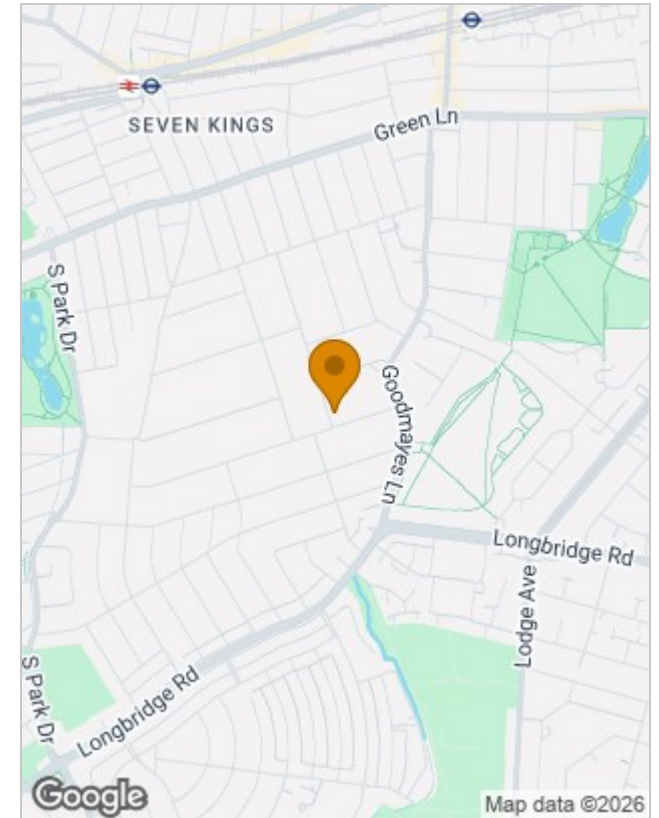 SEVEN KINGS
Green Ln
S Park Dr
Goodmayes Ln
Longbridge Rd
Lodge Ave
S Park Dr
Longbridge Rd
Google
Map data ©2026